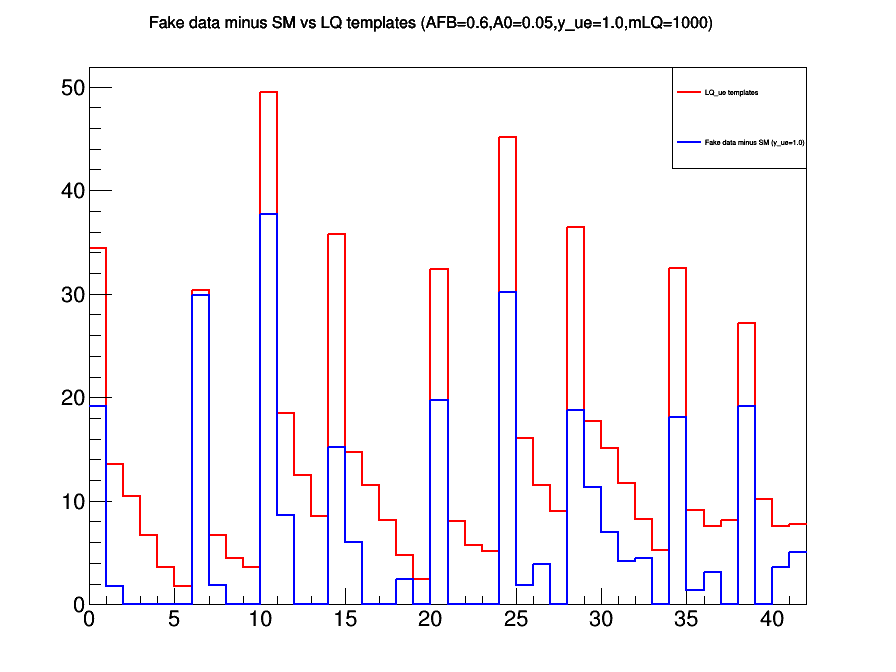 Fake data minus SM vs LQ templates (AFB=0.6,A0=0.05,y_ue=1.0,mLQ=1000)
LQ_ue templates
Fake data minus SM (y_ue=1.0)
50
40
30
20
10
0
0 5 10 15 20 25 30 35 40